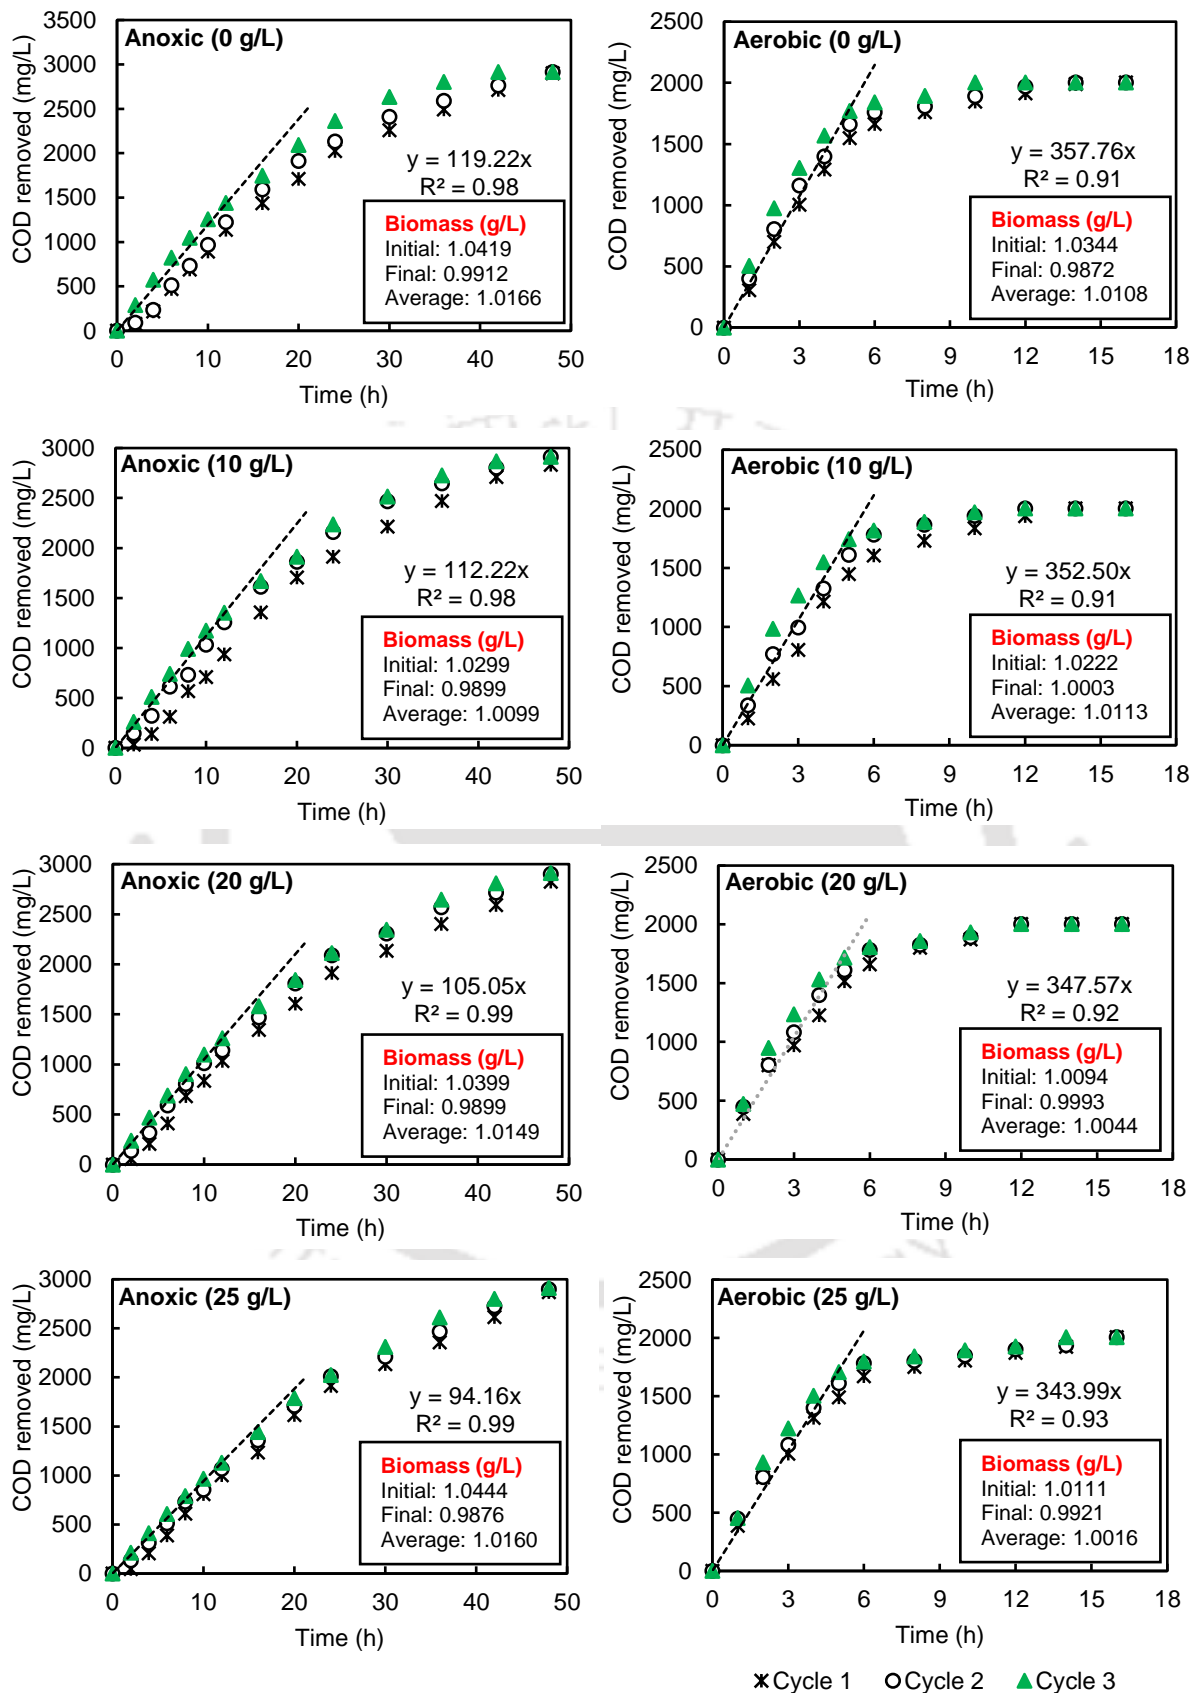 Anoxic (0 g/L)
COD removed (mg/L)
3500
3000
2500
2000
1500
1000
500
0
y = 119.22x
R² = 0.98
Biomass (g/L)
Initial: 1.0419
Final: 0.9912
Average: 1.0166
0 10 20 30 40 50
Time (h)
Aerobic (0 g/L)
COD removed (mg/L)
2500
2000
1500
1000
500
0
y = 357.76x
R² = 0.91
Biomass (g/L)
Initial: 1.0344
Final: 0.9872
Average: 1.0108
0 3 6 9 12 15 18
Time (h)
Anoxic (10 g/L)
COD removed (mg/L)
3000
2500
2000
1500
1000
500
0
y = 112.22x
R² = 0.98
Biomass (g/L)
Initial: 1.0299
Final: 0.9899
Average: 1.0099
0 10 20 30 40 50
Time (h)
Aerobic (10 g/L)
COD removed (mg/L)
2500
2000
1500
1000
500
0
y = 352.50x
R² = 0.91
Biomass (g/L)
Initial: 1.0222
Final: 1.0003
Average: 1.0113
0 3 6 9 12 15 18
Time (h)
Anoxic (20 g/L)
COD removed (mg/L)
3000
2500
2000
1500
1000
500
0
y = 105.05x
R² = 0.99
Biomass (g/L)
Initial: 1.0399
Final: 0.9899
Average: 1.0149
0 10 20 30 40 50
Time (h)
Aerobic (20 g/L)
COD removed (mg/L)
2500
2000
1500
1000
500
0
y = 347.57x
R² = 0.92
Biomass (g/L)
Initial: 1.0094
Final: 0.9993
Average: 1.0044
0 3 6 9 12 15 18
Time (h)
Anoxic (25 g/L)
COD removed (mg/L)
3000
2500
2000
1500
1000
500
0
y = 94.16x
R² = 0.99
Biomass (g/L)
Initial: 1.0444
Final: 0.9876
Average: 1.0160
0 10 20 30 40 50
Time (h)
Aerobic (25 g/L)
COD removed (mg/L)
2500
2000
1500
1000
500
0
y = 343.99x
R² = 0.93
Biomass (g/L)
Initial: 1.0111
Final: 0.9921
Average: 1.0016
0 3 6 9 12 15 18
Time (h)
Cycle 1 Cycle 2 Cycle 3